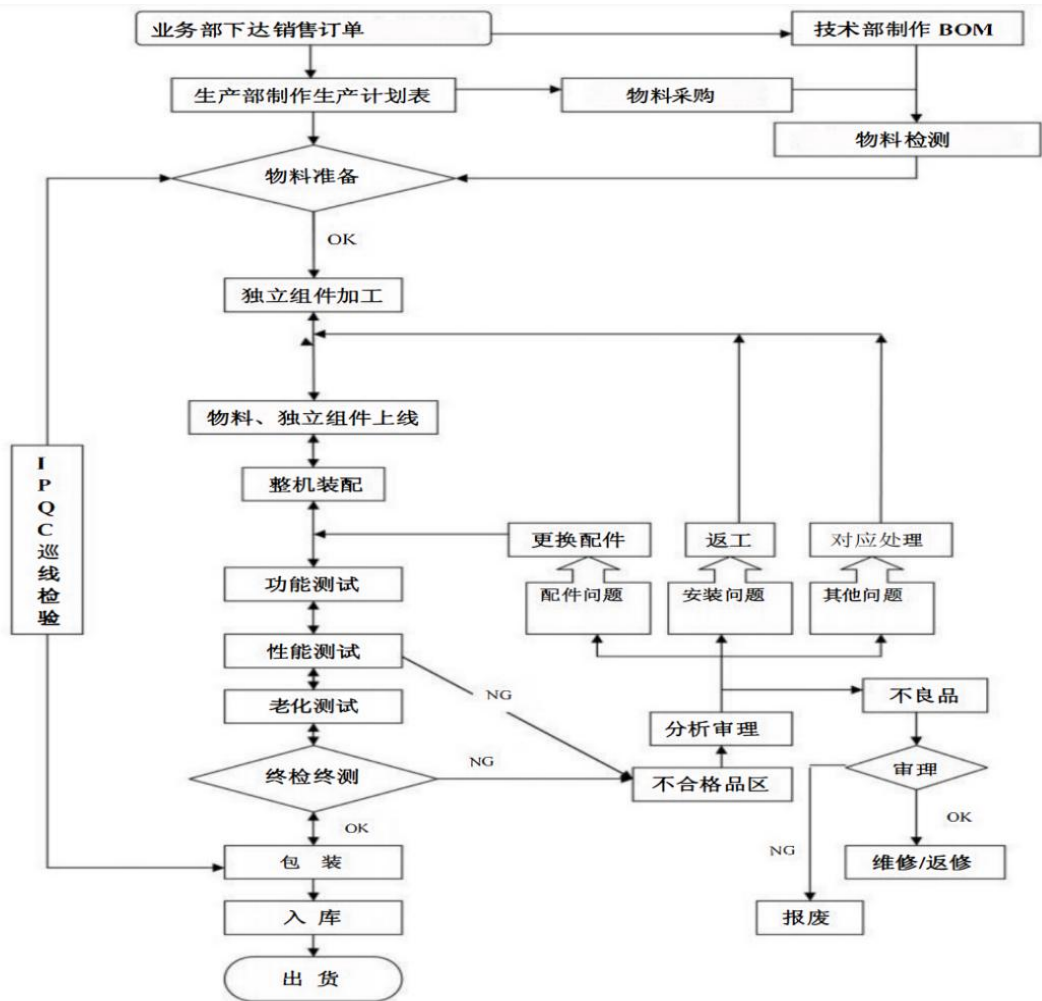 业务部下达销售订单
技术部制作 BOM
生产部制作生产计划表
物料采购
物料检测
物料准备
OK
独立组件加工
物料、独立组件上线
I
P
Q
C
巡
线
检
验
整机装配
更换配件
返工
对应处理
功能测试
配件问题
安装问题
其他问题
性能测试
NG
不良品
老化测试
分析审理
终检终测
NG
不合格品区
审理
OK
OK
包 装
NG
维修/返修
入 库
报废
出 货